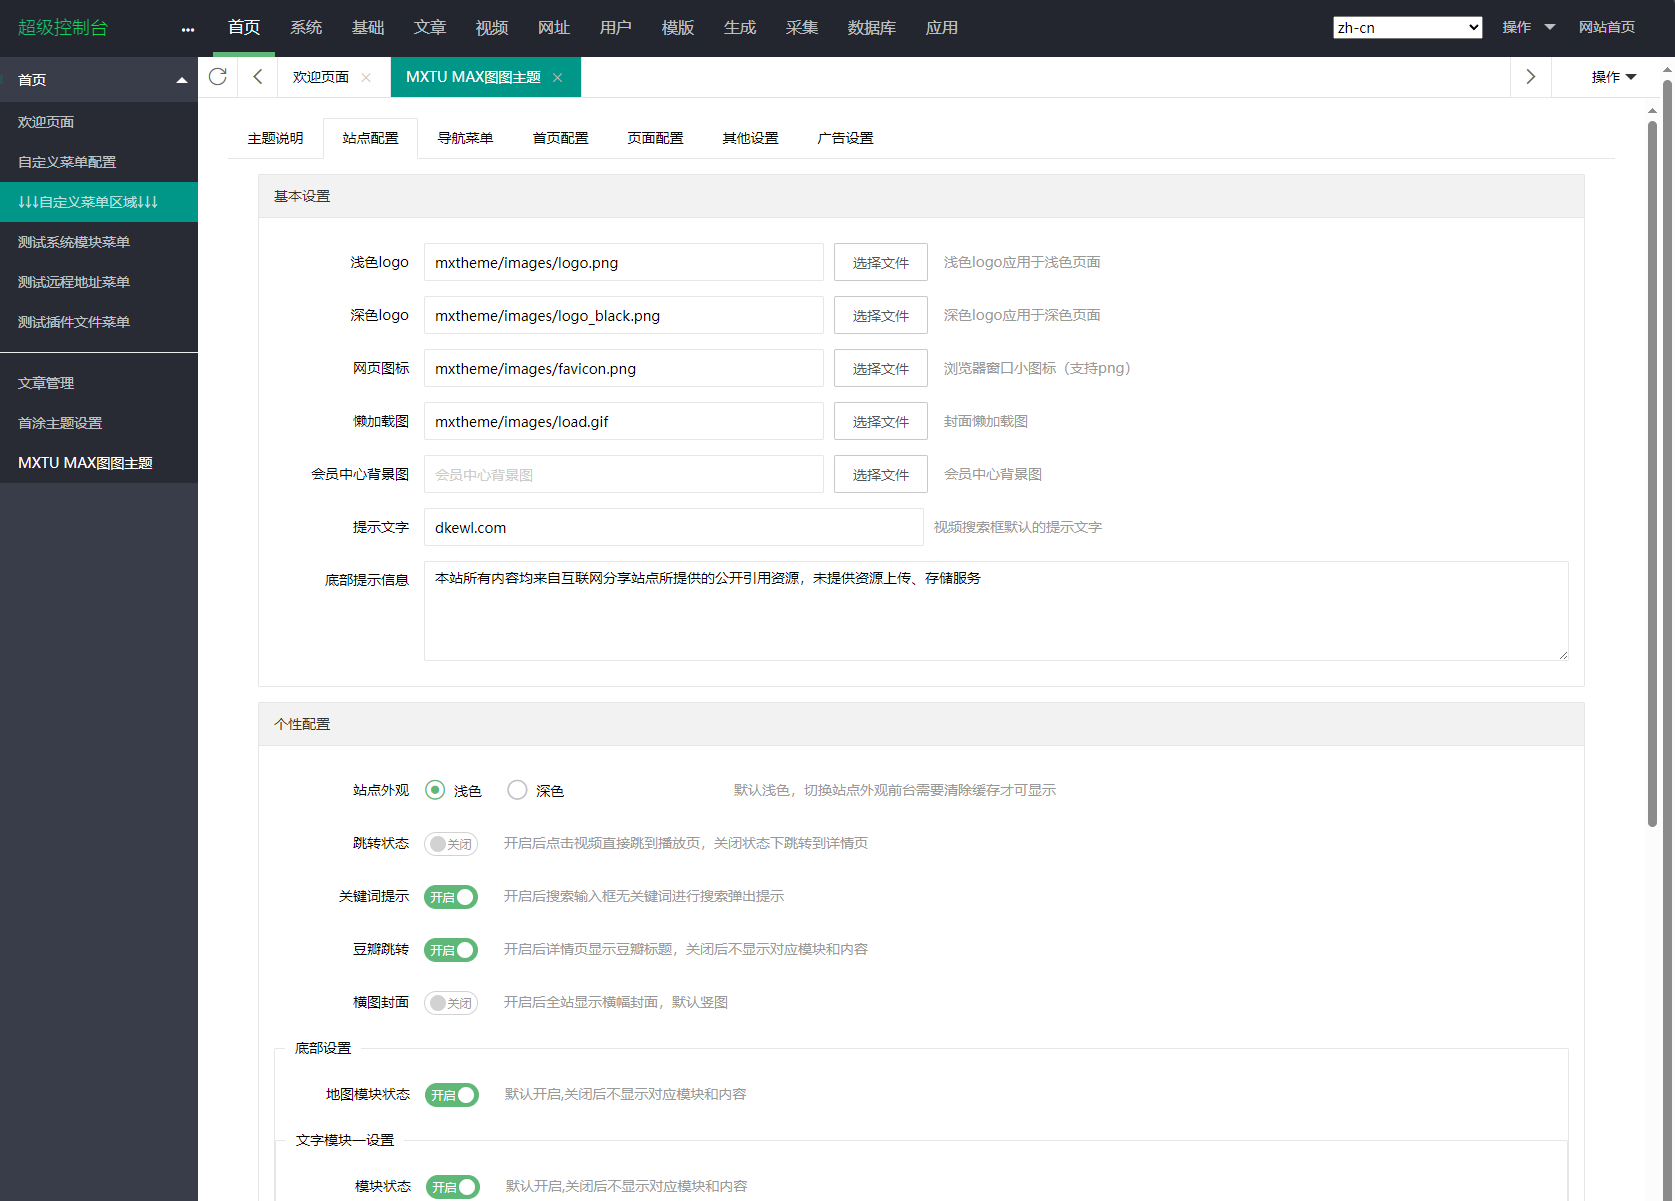 超级控制台
首页 系统 基础 文章 视频 网址 用户 模版 生成 采集 数据库 应用
zh-cn 操作 网站首页
首页
欢迎页面
自定义菜单配置
↓↓↓自定义菜单区域↓↓↓
测试系统模块菜单
测试远程地址菜单
测试插件文件菜单
文章管理
首涂主题设置
MXTU MAX图图主题
欢迎页面 MXTU MAX图图主题 操作
主题说明 站点配置 导航菜单 首页配置 页面配置 其他设置 广告设置
基本设置
浅色logo mxtheme/images/logo.png 选择文件 浅色logo应用于浅色页面
深色logo mxtheme/images/logo_black.png 选择文件 深色logo应用于深色页面
网页图标 mxtheme/images/favicon.png 选择文件 浏览器窗口小图标（支持png）
懒加载图 mxtheme/images/load.gif 选择文件 封面懒加载图
会员中心背景图 会员中心背景图 选择文件 会员中心背景图
提示文字 dkewl.com 视频搜索框默认的提示文字
底部提示信息 本站所有内容均来自互联网分享站点所提供的公开引用资源，未提供资源上传、存储服务
个性配置
站点外观 浅色 深色 默认浅色，切换站点外观前台需要清除缓存才可显示
跳转状态 关闭 开启后点击视频直接跳到播放页，关闭状态下跳转到详情页
关键词提示 开启 开启后搜索输入框无关键词进行搜索弹出提示
豆瓣跳转 开启 开启后详情页显示豆瓣标题，关闭后不显示对应模块和内容
横图封面 关闭 开启后全站显示横幅封面，默认竖图
底部设置
地图模块状态 开启 默认开启,关闭后不显示对应模块和内容
文字模块一设置
模块状态 开启 默认开启,关闭后不显示对应模块和内容